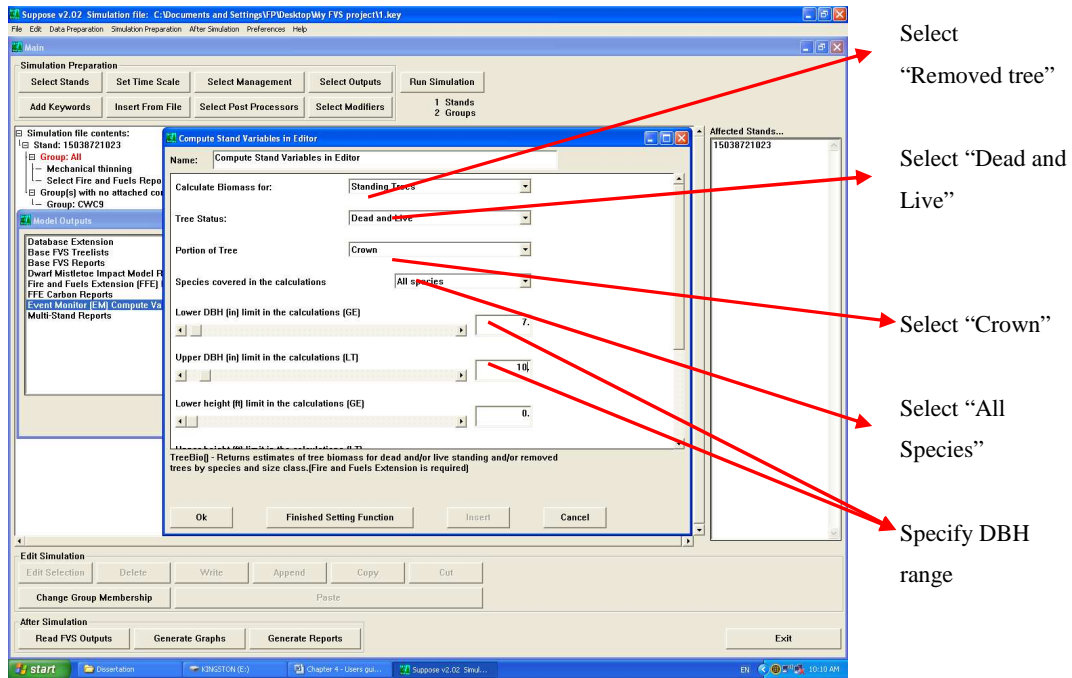 Suppose v2.02 Simulation file: C:\Documents and Settings\FP\Desktop\My FVS project\1.key
File Edit Data Preparation Simulation Preparation After Simulation Preferences Help
Main
Simulation Preparation
Select Stands Set Time Scale Select Management Select Outputs Run Simulation
Add Keywords Insert From File Select Post Processors Select Modifiers
1 Stands
2 Groups
Simulation file contents:
Stand: 15038721023
Group: All
Mechanical thinning
Select Fire and Fuels Repo
Group(s) with no attached co
Group: CWC9
Affected Stands...
15038721023
Model Outputs
Database Extension
Base FVS Treelists
Base FVS Reports
Dwarf Mistletoe Impact Model R
Fire and Fuels Extension (FFE)
FFE Carbon Reports
Event Monitor (EM) Compute Va
Multi-Stand Reports
Compute Stand Variables in Editor
Name: Compute Stand Variables in Editor
Calculate Biomass for: Standing Trees
Tree Status: Dead and Live
Portion of Tree Crown
Species covered in the calculations All species
Lower DBH (in) limit in the calculations (GE)
7.
Upper DBH (in) limit in the calculations (LT)
10.
Lower height (ft) limit in the calculations (GE)
0.
Upper height (ft) limit in the calculations (LT)
TreeBio() - Returns estimates of tree biomass for dead and/or live standing and/or removed
trees by species and size class.(Fire and Fuels Extension is required)
Ok Finished Setting Function Insert Cancel
Edit Simulation
Edit Selection Delete Write Append Copy Cut
Change Group Membership Paste
After Simulation
Read FVS Outputs Generate Graphs Generate Reports Exit
start Dissertation KINGSTON (E:) Chapter 4 - Users gui... Suppose v2.02 Simul... EN 10:10 AM
Select
“Removed tree”
Select “Dead and
Live”
Select “Crown”
Select “All
Species”
Specify DBH
range